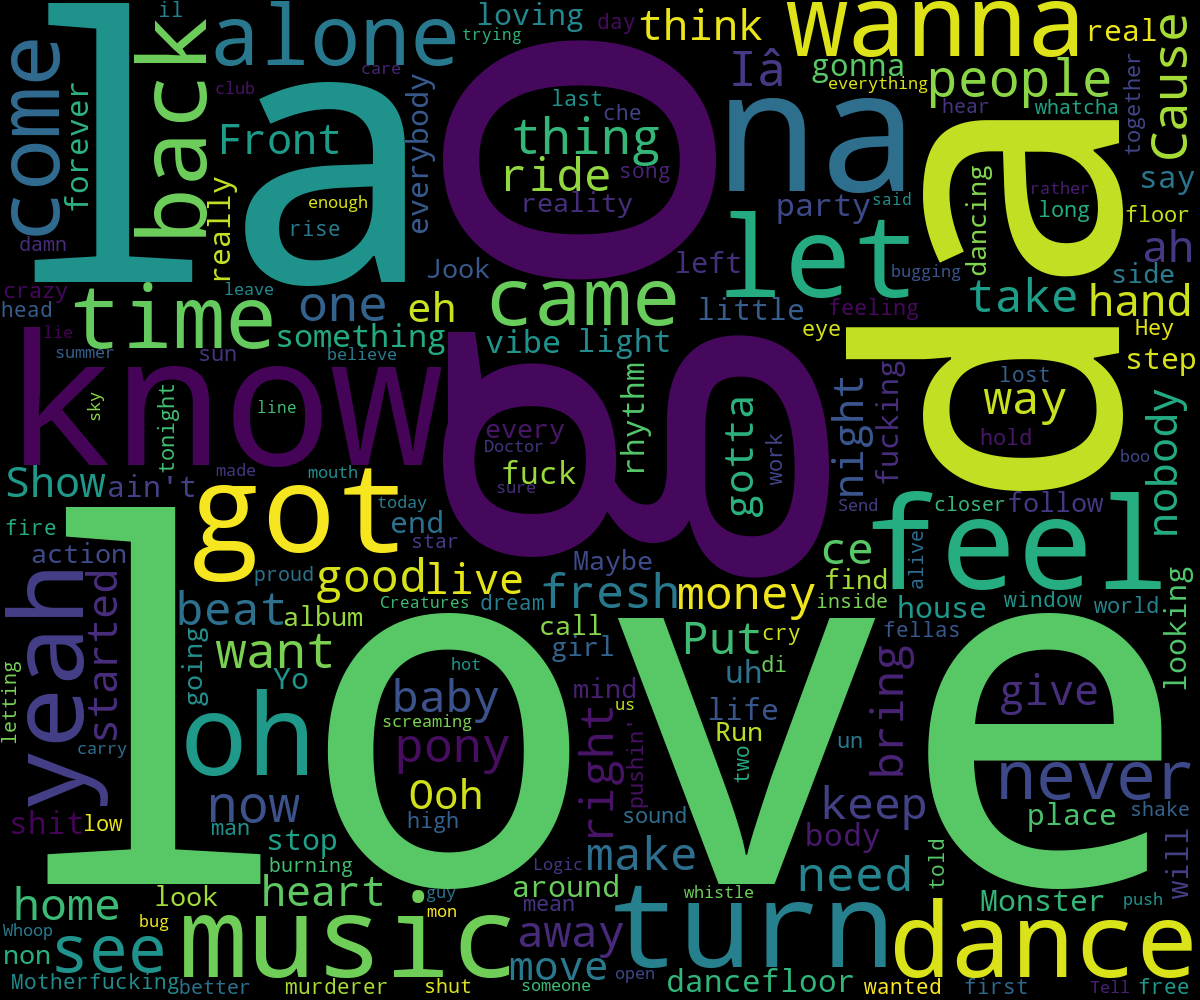 il
la
back
alone
loving
trying
day
think
wanna
real
Cause
come
forever
care
club
everybody
Front
really
enough
rise
damn
o
last
che
thing
ride
song
reality
na
Iâ
gonna
everything
people
hear
whatcha
together
da
rather
long
say
floor
dancing
party
said
ah
side
let
left
bugging
take
hand
crazy
head
time
leave
one
eh
Jook
came
little
feeling
eye
Hey
step
something
vibe
light
lie
summer
sun
believe
know
sky
tonight
line
every
Doctor
fuck
sure
rhythm
gotta
work
night
fucking
lost
way
hold
boo
nobody
Show
ain't
made
mouth
got
today
end
star
Send
feel
closer
follow
alive
fire
action
started
proud
good
live
Maybe
fresh
ce
find
money
inside
house
window
world
looking
yeah
beat
album
Creatures
dream
call
girl
Put
cry
fellas
love
going
want
Yo
hot
baby
screaming
pony
Ooh
high
mind
us
right
pushin'
uh
di
life
Run
two
un
bring
give
never
letting
carry
oh
now
shit
low
man
stop
burning
sound
keep
body
place
shake
will
told
Logic
make
need
home
look
heart
guy
mon
around
mean
whistle
Monster
push
Whoop
bug
non
see
music
away
turn
dance
Motherfucking
better
murderer
shut
move
someone
open
dancefloor
wanted
first
Tell
free